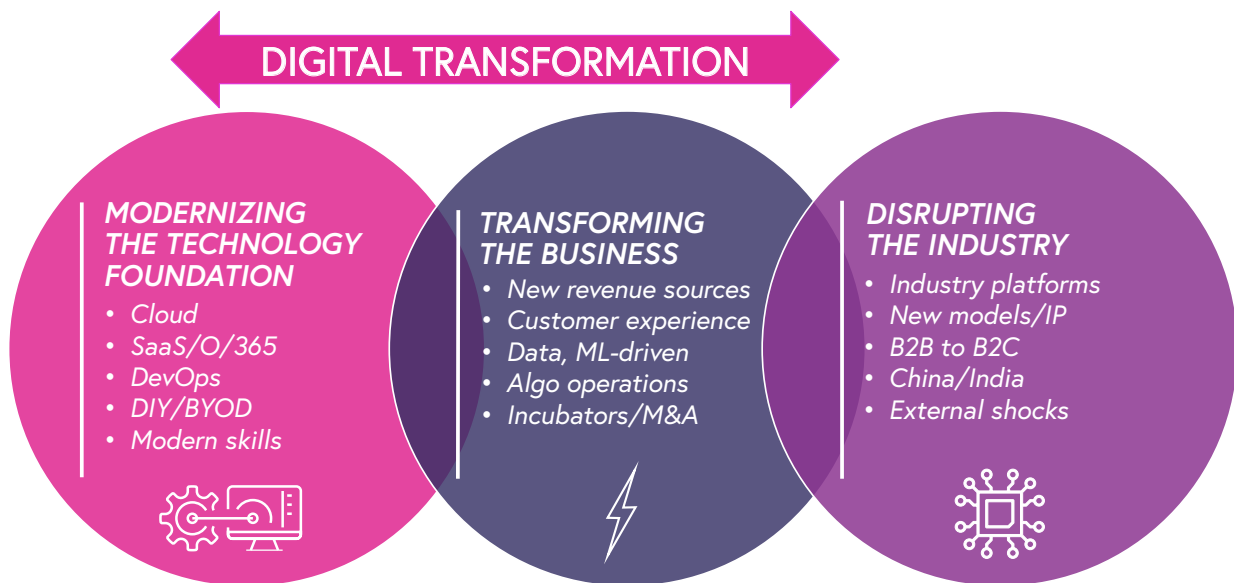 DIGITAL TRANSFORMATION
MODERNIZING
THE TECHNOLOGY
FOUNDATION
• Cloud
• SaaS/O/365
• DevOps
• DIY/BYOD
• Modern skills
TRANSFORMING
THE BUSINESS
• New revenue sources
• Customer experience
• Data, ML-driven
• Algo operations
• Incubators/M&A
DISRUPTING
THE INDUSTRY
• Industry platforms
• New models/IP
• B2B to B2C
• China/India
• External shocks